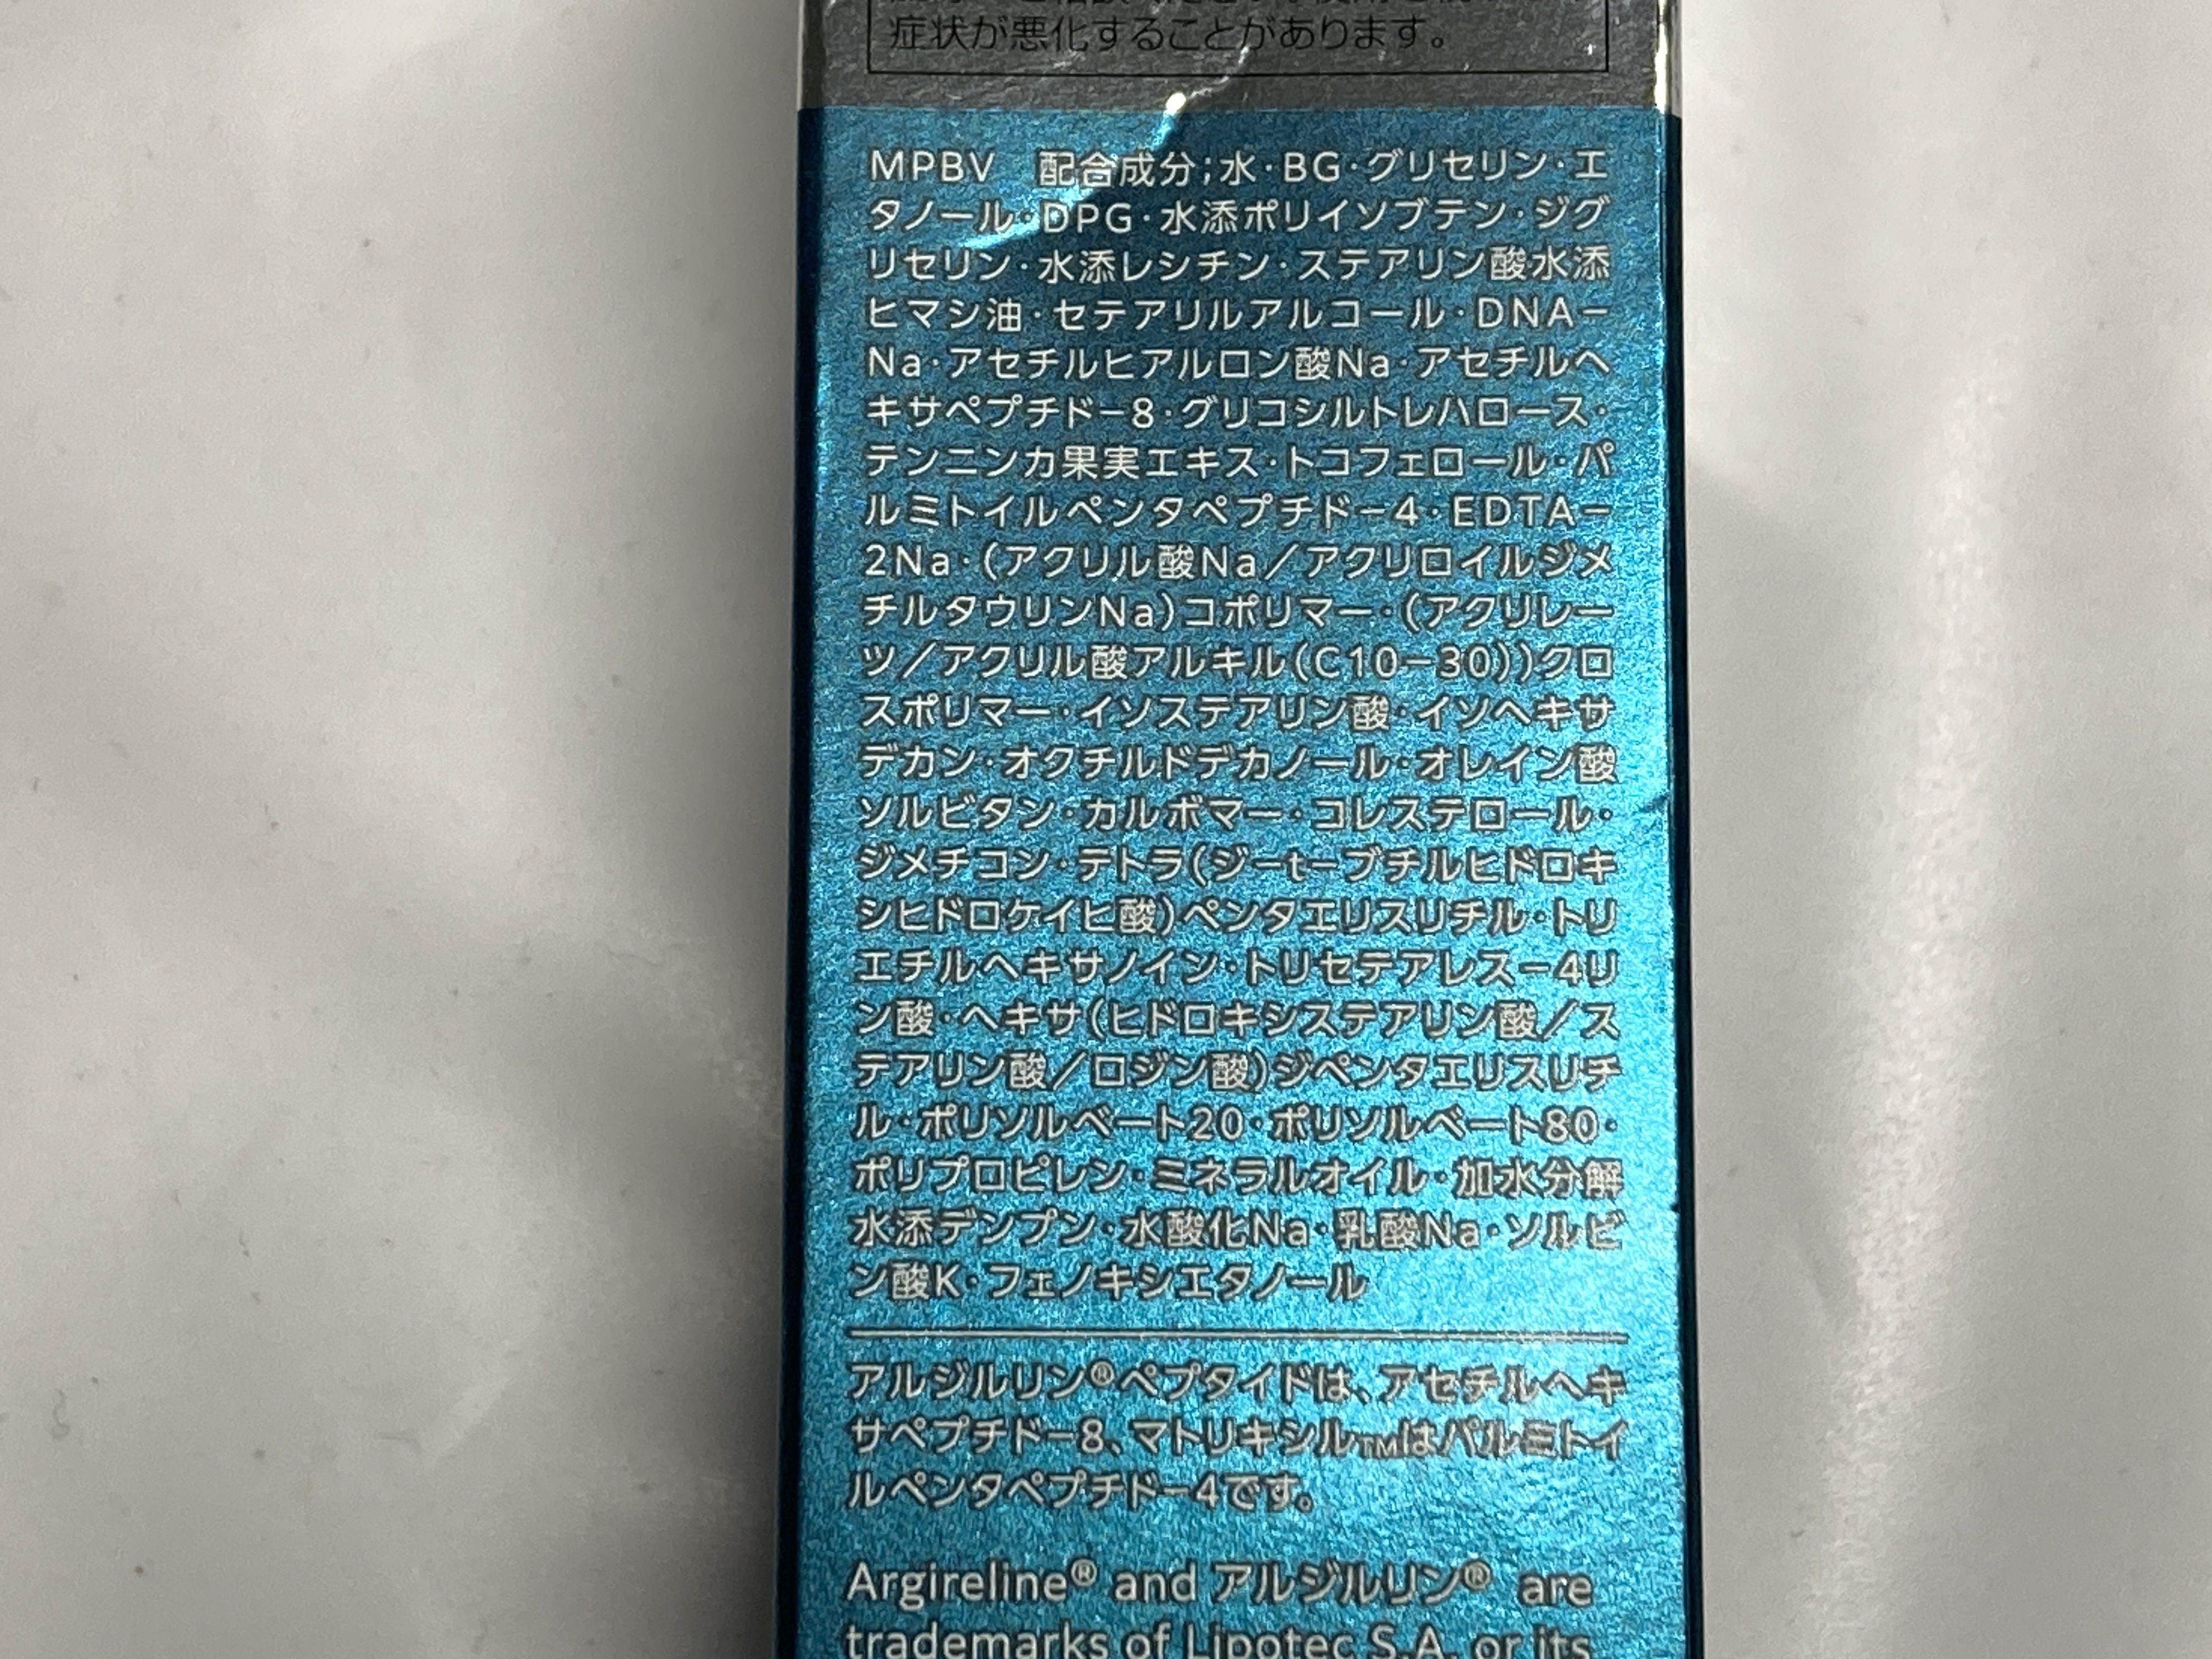 症状が悪化することがあります。
MPBV　配合成分;水・BG・グリセリン・エ
タノール・DPG・水添ポリイソブテン・ジグ
リセリン・水添レシチン・ステアリン酸水添
ヒマシ油・セテアリルアルコール・DNA−
Na・アセチルヒアルロン酸Na・アセチルヘ
キサペプチド−8・グリコシルトレハロース・
テンニンカ果実エキス・トコフェロール・パ
ルミトイルペンタペプチド−4・EDTA−
2Na・(アクリル酸Na／アクリロイルジメ
チルタウリンNa)コポリマー・(アクリレー
ツ／アクリル酸アルキル(C10−30))クロ
スポリマー・イソステアリン酸・イソヘキサ
デカン・オクチルドデカノール・オレイン酸
ソルビタン・カルボマー・コレステロール・
ジメチコン・テトラ(ジ−t−ブチルヒドロキ
シヒドロケイヒ酸)ペンタエリスリチル・トリ
エチルヘキサノイン・トリセテアレス−4リ
ン酸・ヘキサ(ヒドロキシステアリン酸／ス
テアリン酸／ロジン酸)ジペンタエリスリチ
ル・ポリソルベート20・ポリソルベート80・
ポリプロピレン・ミネラルオイル・加水分解
水添デンプン・水酸化Na・乳酸Na・ソルビ
ン酸K・フェノキシエタノール
アルジルリン®ペプタイドは、アセチルヘキ
サペプチド−8、マトリキシル™はパルミトイ
ルペンタペプチド−4です。
Argireline® and アルジルリン® are
trademarks of Lipotec S.A. or its